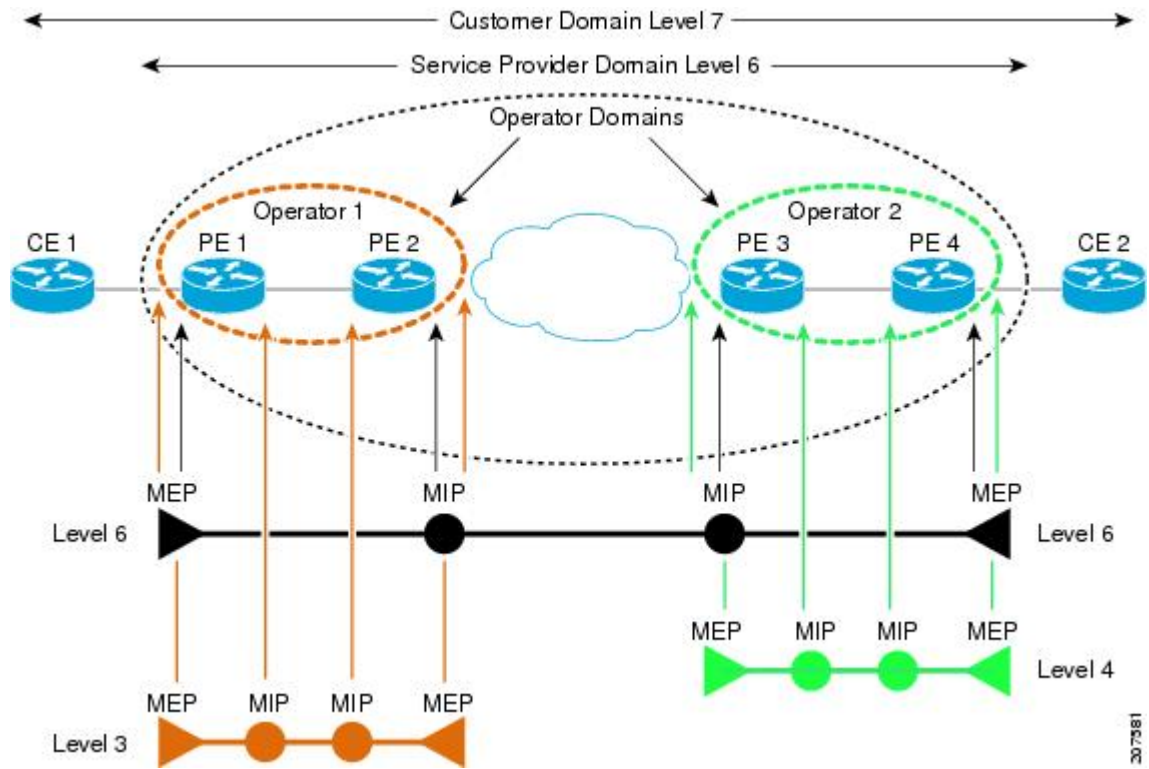 Customer Domain Level 7
Service Provider Domain Level 6
Operator Domains
Operator 1
Operator 2
CE 1
PE 1
PE 2
PE 3
PE 4
CE 2
MEP
MIP
MIP
MEP
Level 6
Level 6
MEP
MIP
MIP
MEP
Level 4
MEP
MIP
MIP
MEP
Level 3
207581